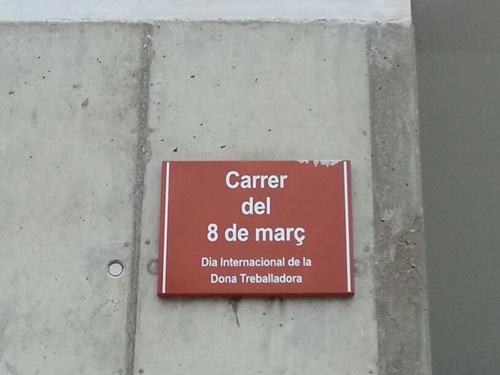 Carrer
del
8 de març
Dia Internacional de la
Dona Treballadora